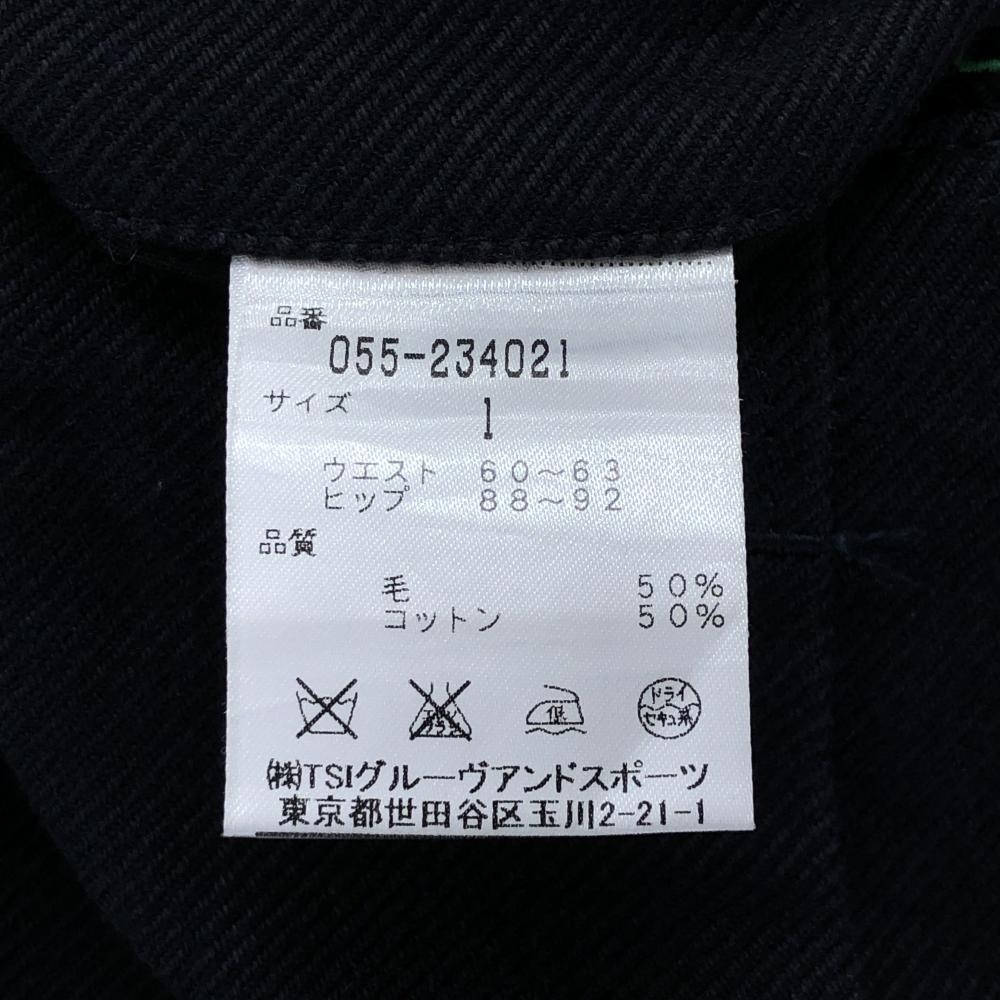 品番
055-234021
サイズ 1
ウエスト 60～63
ヒップ 88～92
品質
毛 50%
コットン 50%
低
ドライ
セキユ系
㈱TSIグルーヴアンドスポーツ
東京都世田谷区玉川2-21-1